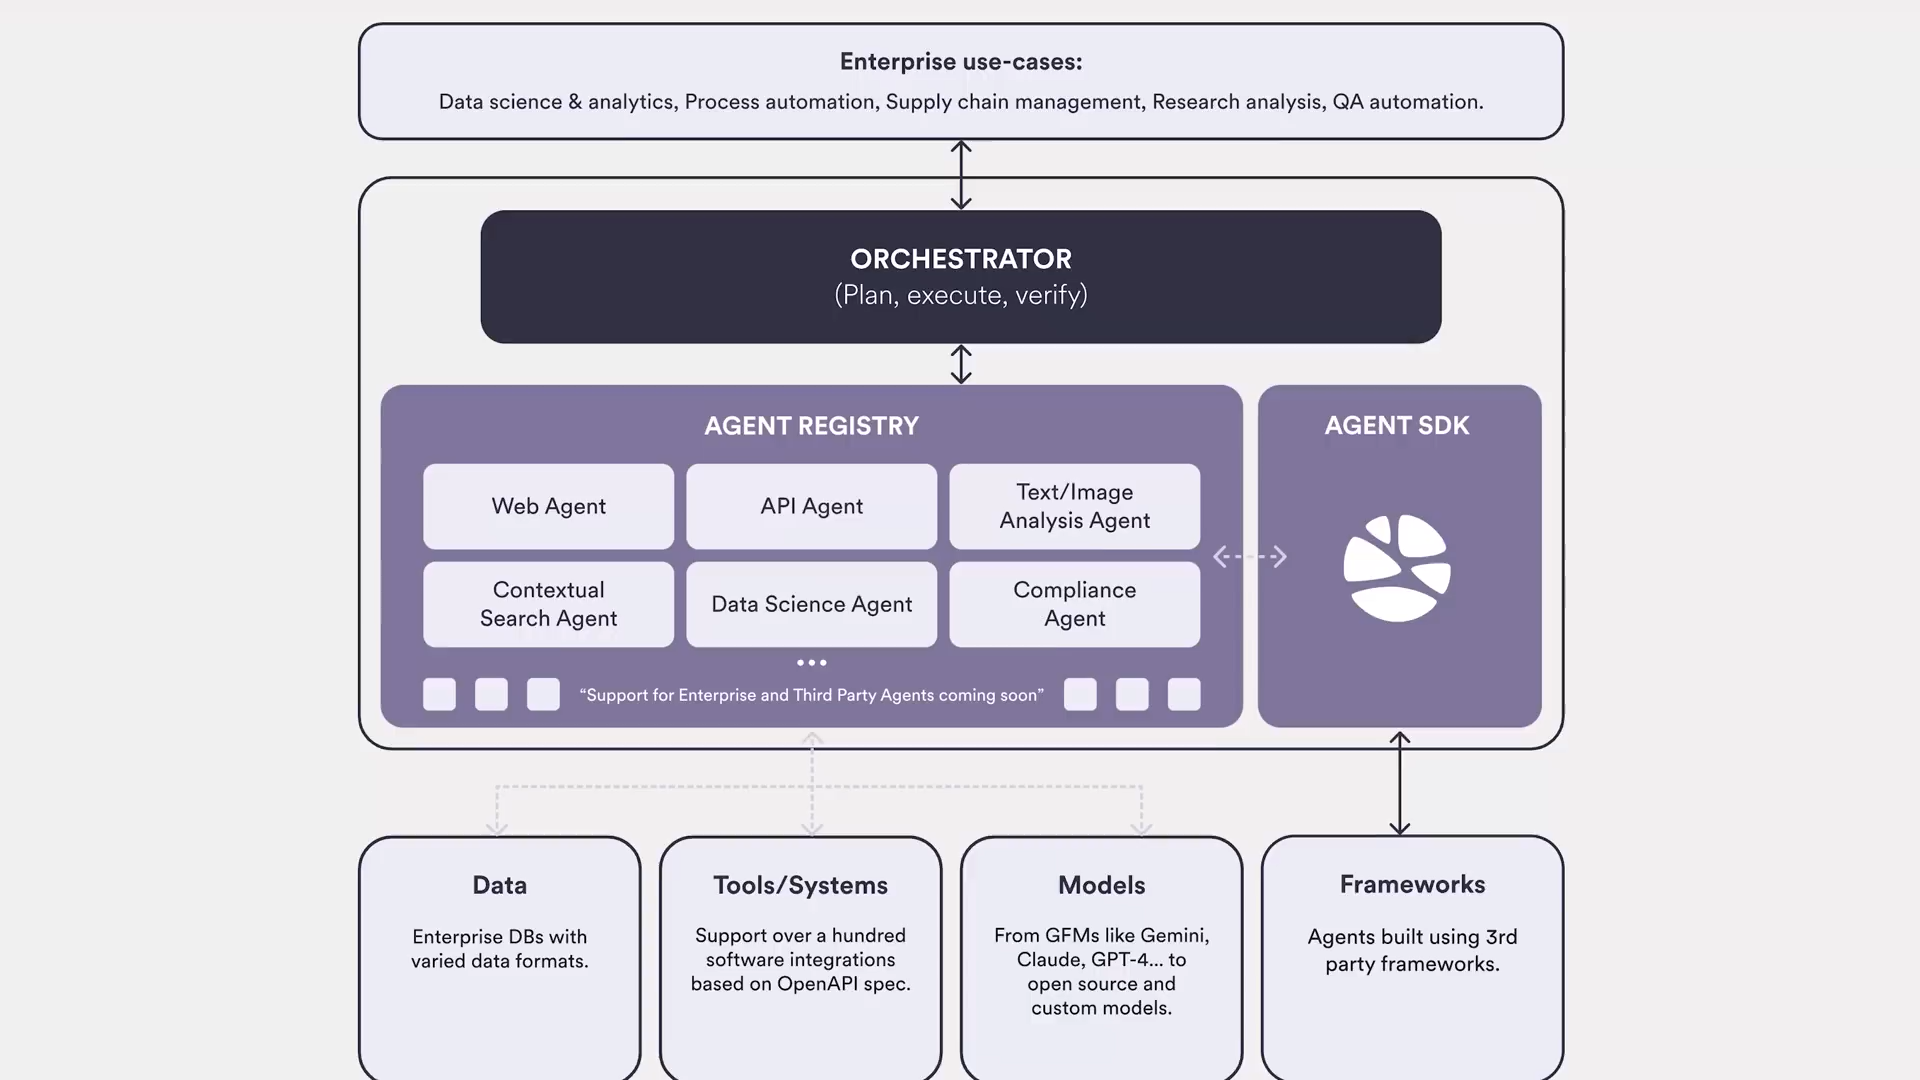 Enterprise use-cases:
Data science & analytics, Process automation, Supply chain management, Research analysis, QA automation.
ORCHESTRATOR
(Plan, execute, verify)
AGENT REGISTRY
Web Agent
API Agent
Text/Image
Analysis Agent
Contextual
Search Agent
Data Science Agent
Compliance
Agent
...
“Support for Enterprise and Third Party Agents coming soon”
AGENT SDK
Data
Enterprise DBs with
varied data formats.
Tools/Systems
Support over a hundred
software integrations
based on OpenAPI spec.
Models
From GFMs like Gemini,
Claude, GPT-4... to
open source and
custom models.
Frameworks
Agents built using 3rd
party frameworks.